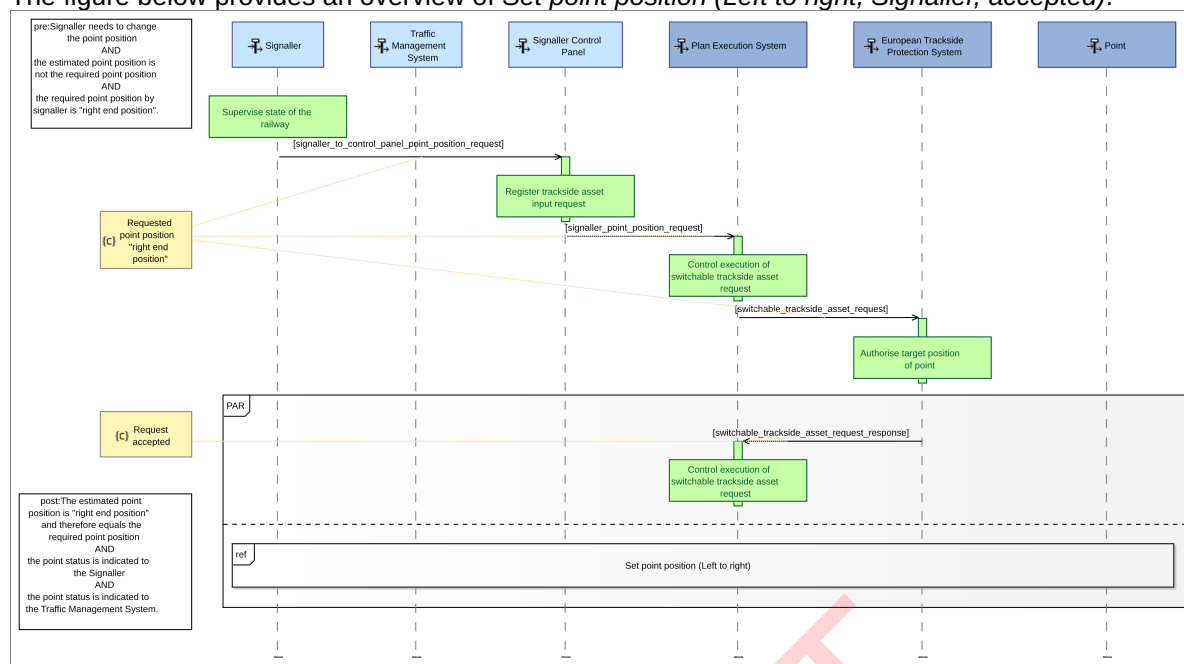 The figure below provides an overview of Set point position (Left to right, Signaller, accepted).
pre:Signaller needs to change
the point position
AND
the estimated point position is
not the required point position
AND
the required point position by
signaller is "right end position".
Signaller
Traffic
Management
System
Signaller Control
Panel
Plan Execution System
European Trackside
Protection System
Point
Supervise state of the
railway
[signaller_to_control_panel_point_position_request]
Register trackside asset
input request
{C}
Requested
point position
"right end
position"
[signaller_point_position_request]
Control execution of
switchable trackside asset
request
[switchable_trackside_asset_request]
Authorise target position
of point
PAR
{C}
Request
accepted
[switchable_trackside_asset_request_response]
Control execution of
switchable trackside asset
request
post:The estimated point
position is "right end position"
and therefore equals the
required point position
AND
the point status is indicated to
the Signaller
AND
the point status is indicated to
the Traffic Management System.
ref
Set point position (Left to right)